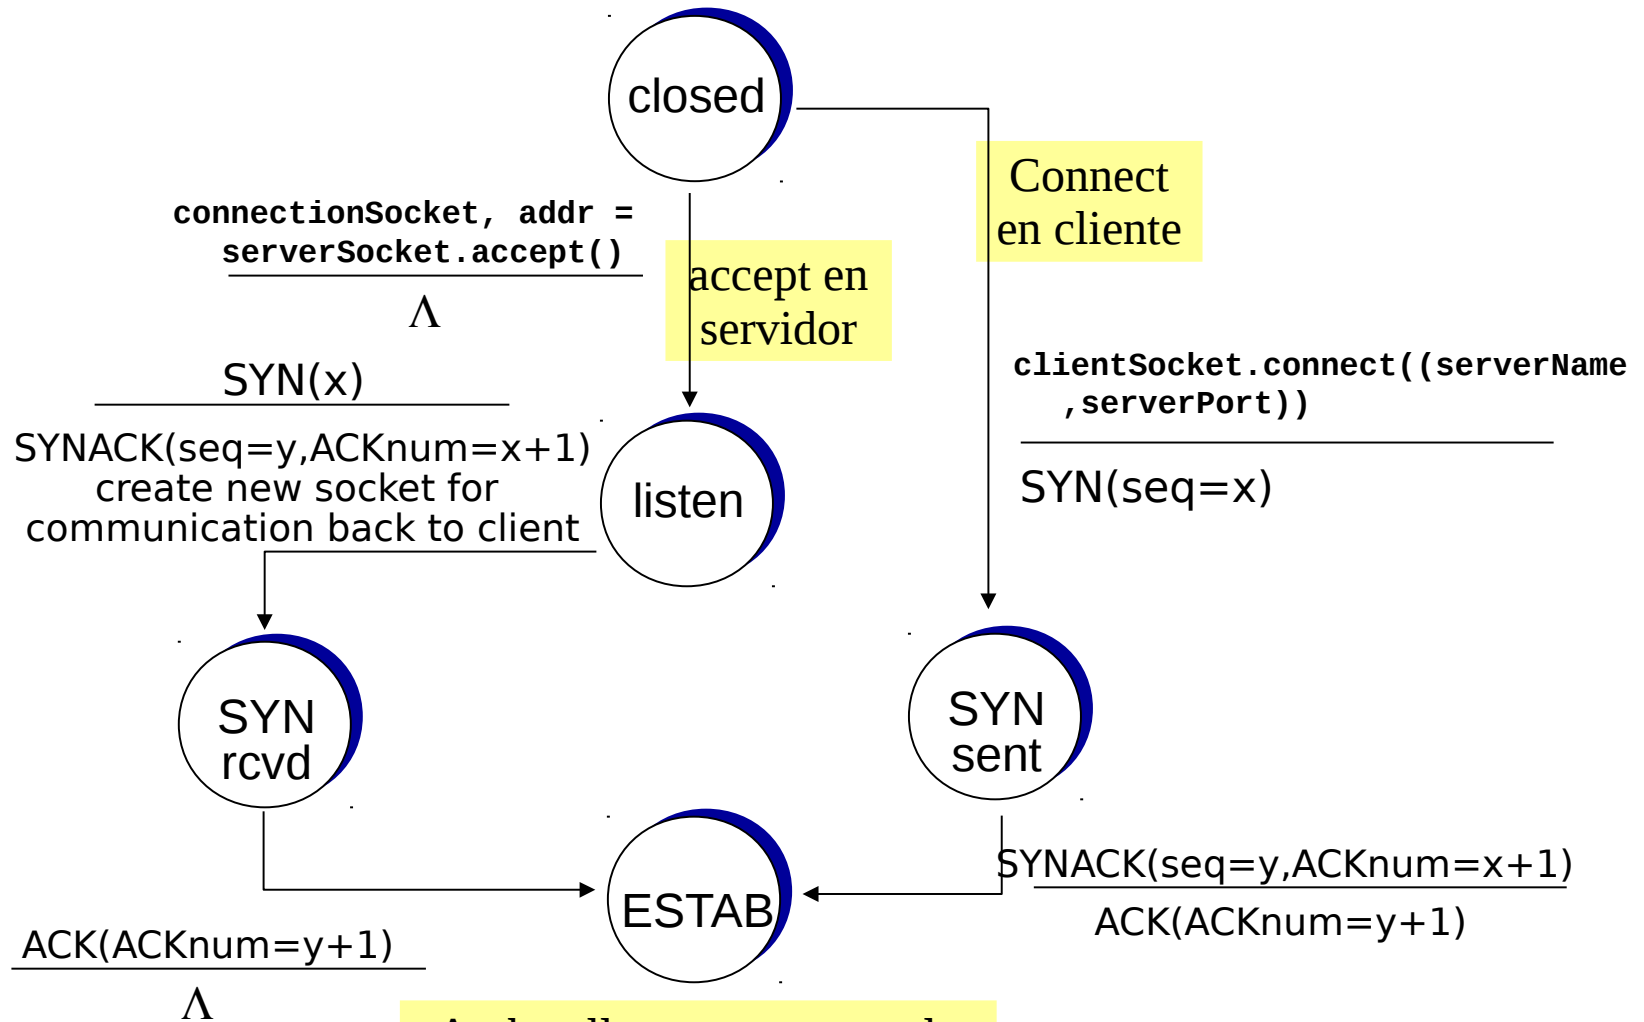 closed
Connect
en cliente
connectionSocket, addr =
serverSocket.accept()
Λ
accept en
servidor
SYN(x)
SYNACK(seq=y,ACKnum=x+1)
create new socket for
communication back to client
listen
clientSocket.connect((serverName
,serverPort))
SYN(seq=x)
SYN
rcvd
SYN
sent
ESTAB
SYNACK(seq=y,ACKnum=x+1)
ACK(ACKnum=y+1)
ACK(ACKnum=y+1)
Λ